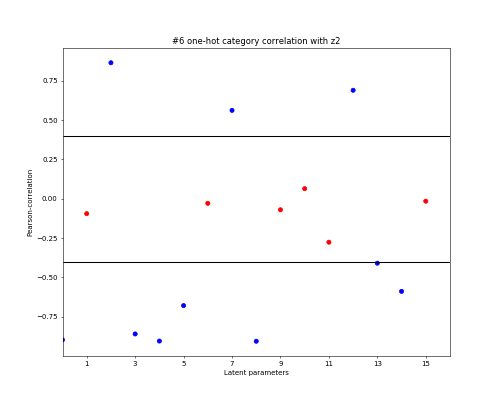 #6 one-hot category correlation with z2
0.75
0.50
0.25
0.00
−0.25
−0.50
−0.75
Pearson-correlation
1 3 5 7 9 11 13 15
Latent parameters